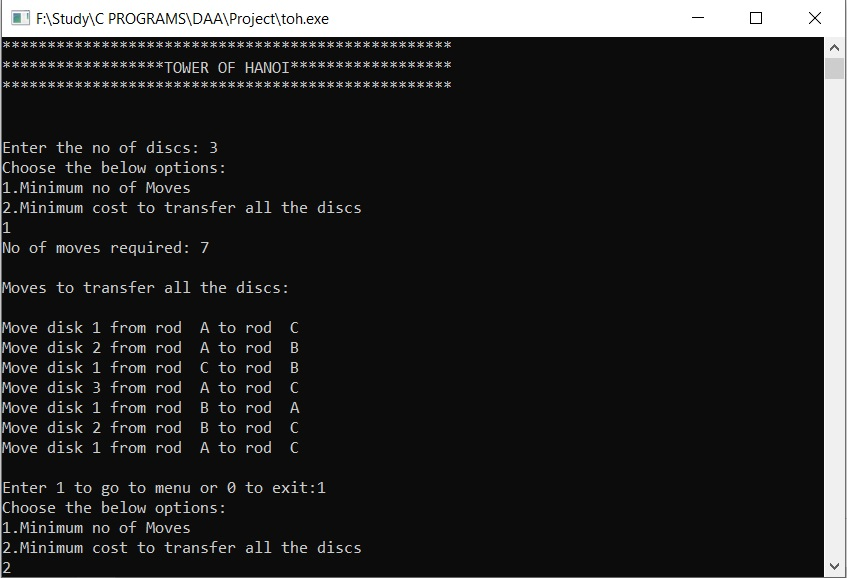 F:\Study\C PROGRAMS\DAA\Project\toh.exe
**************************************************
******************TOWER OF HANOI******************
**************************************************
Enter the no of discs: 3
Choose the below options:
1.Minimum no of Moves
2.Minimum cost to transfer all the discs
1
No of moves required: 7
Moves to transfer all the discs:
Move disk 1 from rod  A to rod  C
Move disk 2 from rod  A to rod  B
Move disk 1 from rod  C to rod  B
Move disk 3 from rod  A to rod  C
Move disk 1 from rod  B to rod  A
Move disk 2 from rod  B to rod  C
Move disk 1 from rod  A to rod  C
Enter 1 to go to menu or 0 to exit:1
Choose the below options:
1.Minimum no of Moves
2.Minimum cost to transfer all the discs
2